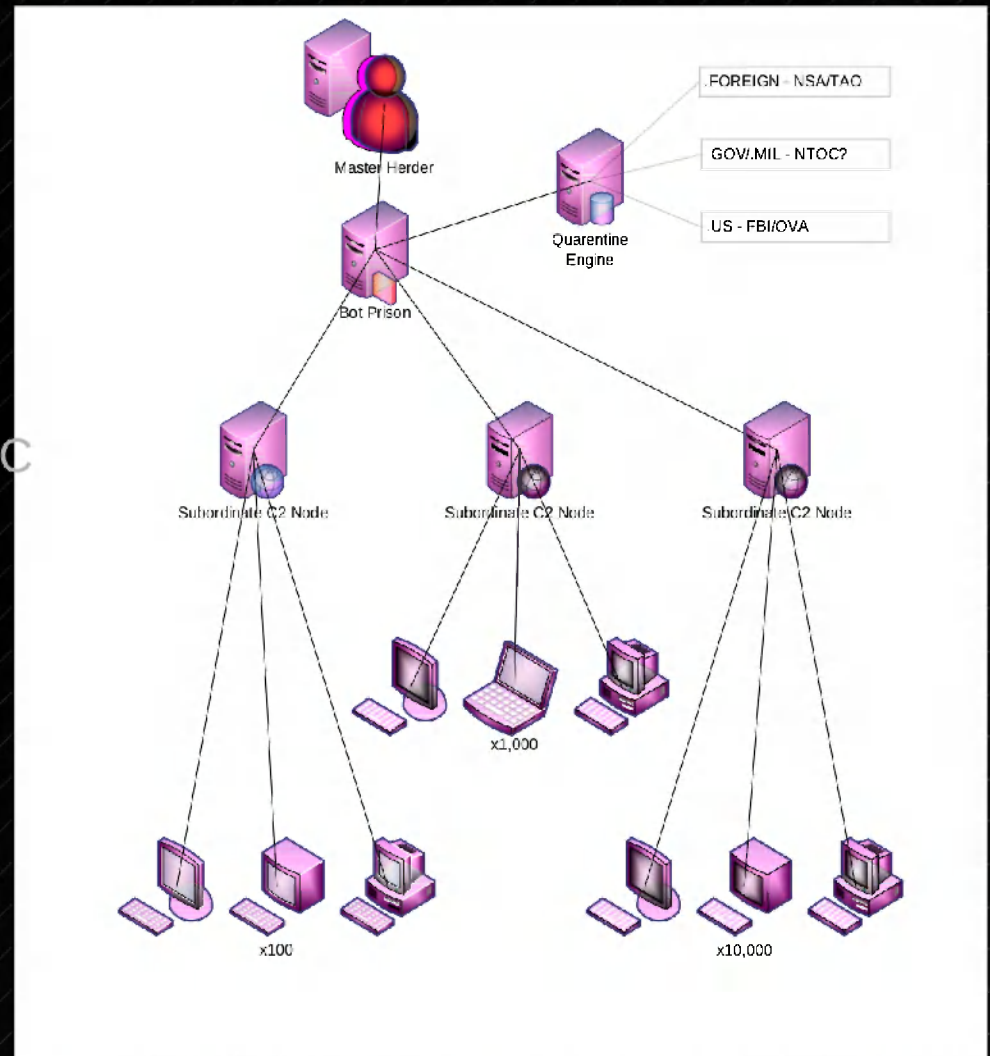 Master Herder
.FOREIGN - NSA/TAO
GOV/.MIL - NTOC?
.US - FBI/OVA
Quarentine
Engine
Bot Prison
C
Subordinate C2 Node
Subordinate C2 Node
Subordinate C2 Node
x1,000
x100
x10,000